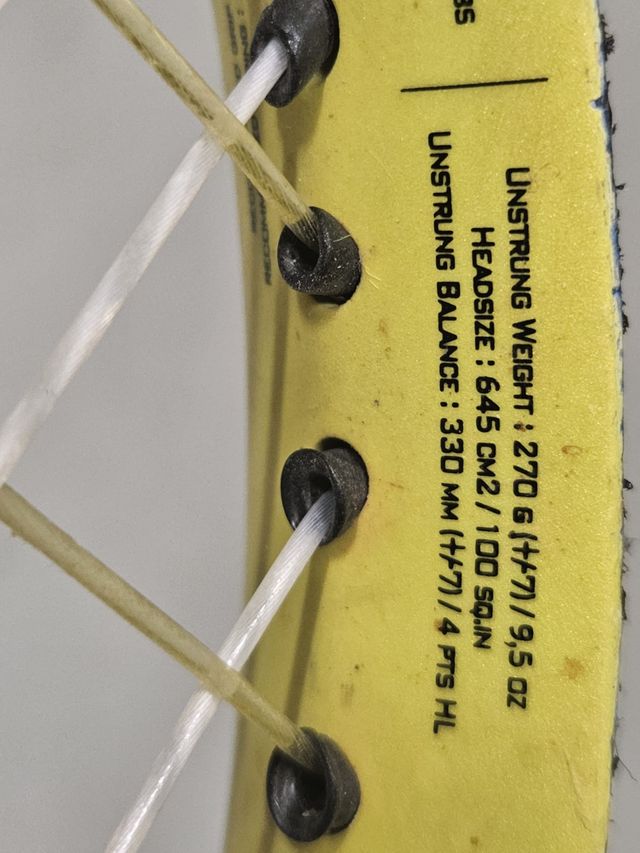 BS
UNSTRUNG WEIGHT : 270 G (+/-7) / 9,5 OZ
HEADSIZE : 645 CM2 / 100 SQ.IN
UNSTRUNG BALANCE : 330 MM (+/-7) / 4 PTS HL